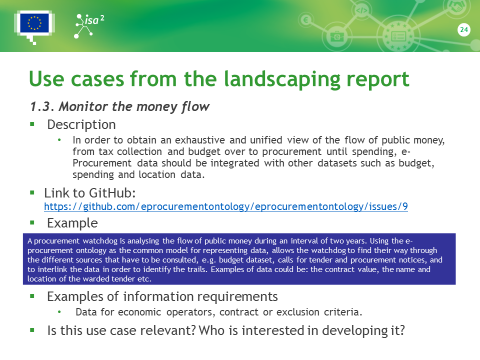 isa²
24
Use cases from the landscaping report
1.3. Monitor the money flow
Description
In order to obtain an exhaustive and unified view of the flow of public money,
from tax collection and budget over to procurement until spending, e-
Procurement data should be integrated with other datasets such as budget,
spending and location data.
Link to GitHub:
https://github.com/eprocurementontology/eprocurementontology/issues/9
Example
A procurement watchdog is analysing the flow of public money during an interval of two years. Using the e-
procurement ontology as the common model for representing data, allows the watchdog to find their way through
the different sources that have to be consulted, e.g. budget dataset, calls for tender and procurement notices, and
to interlink the data in order to identify the trails. Examples of data could be: the contract value, the name and
location of the warded tender etc.
Examples of information requirements
Data for economic operators, contract or exclusion criteria.
Is this use case relevant? Who is interested in developing it?